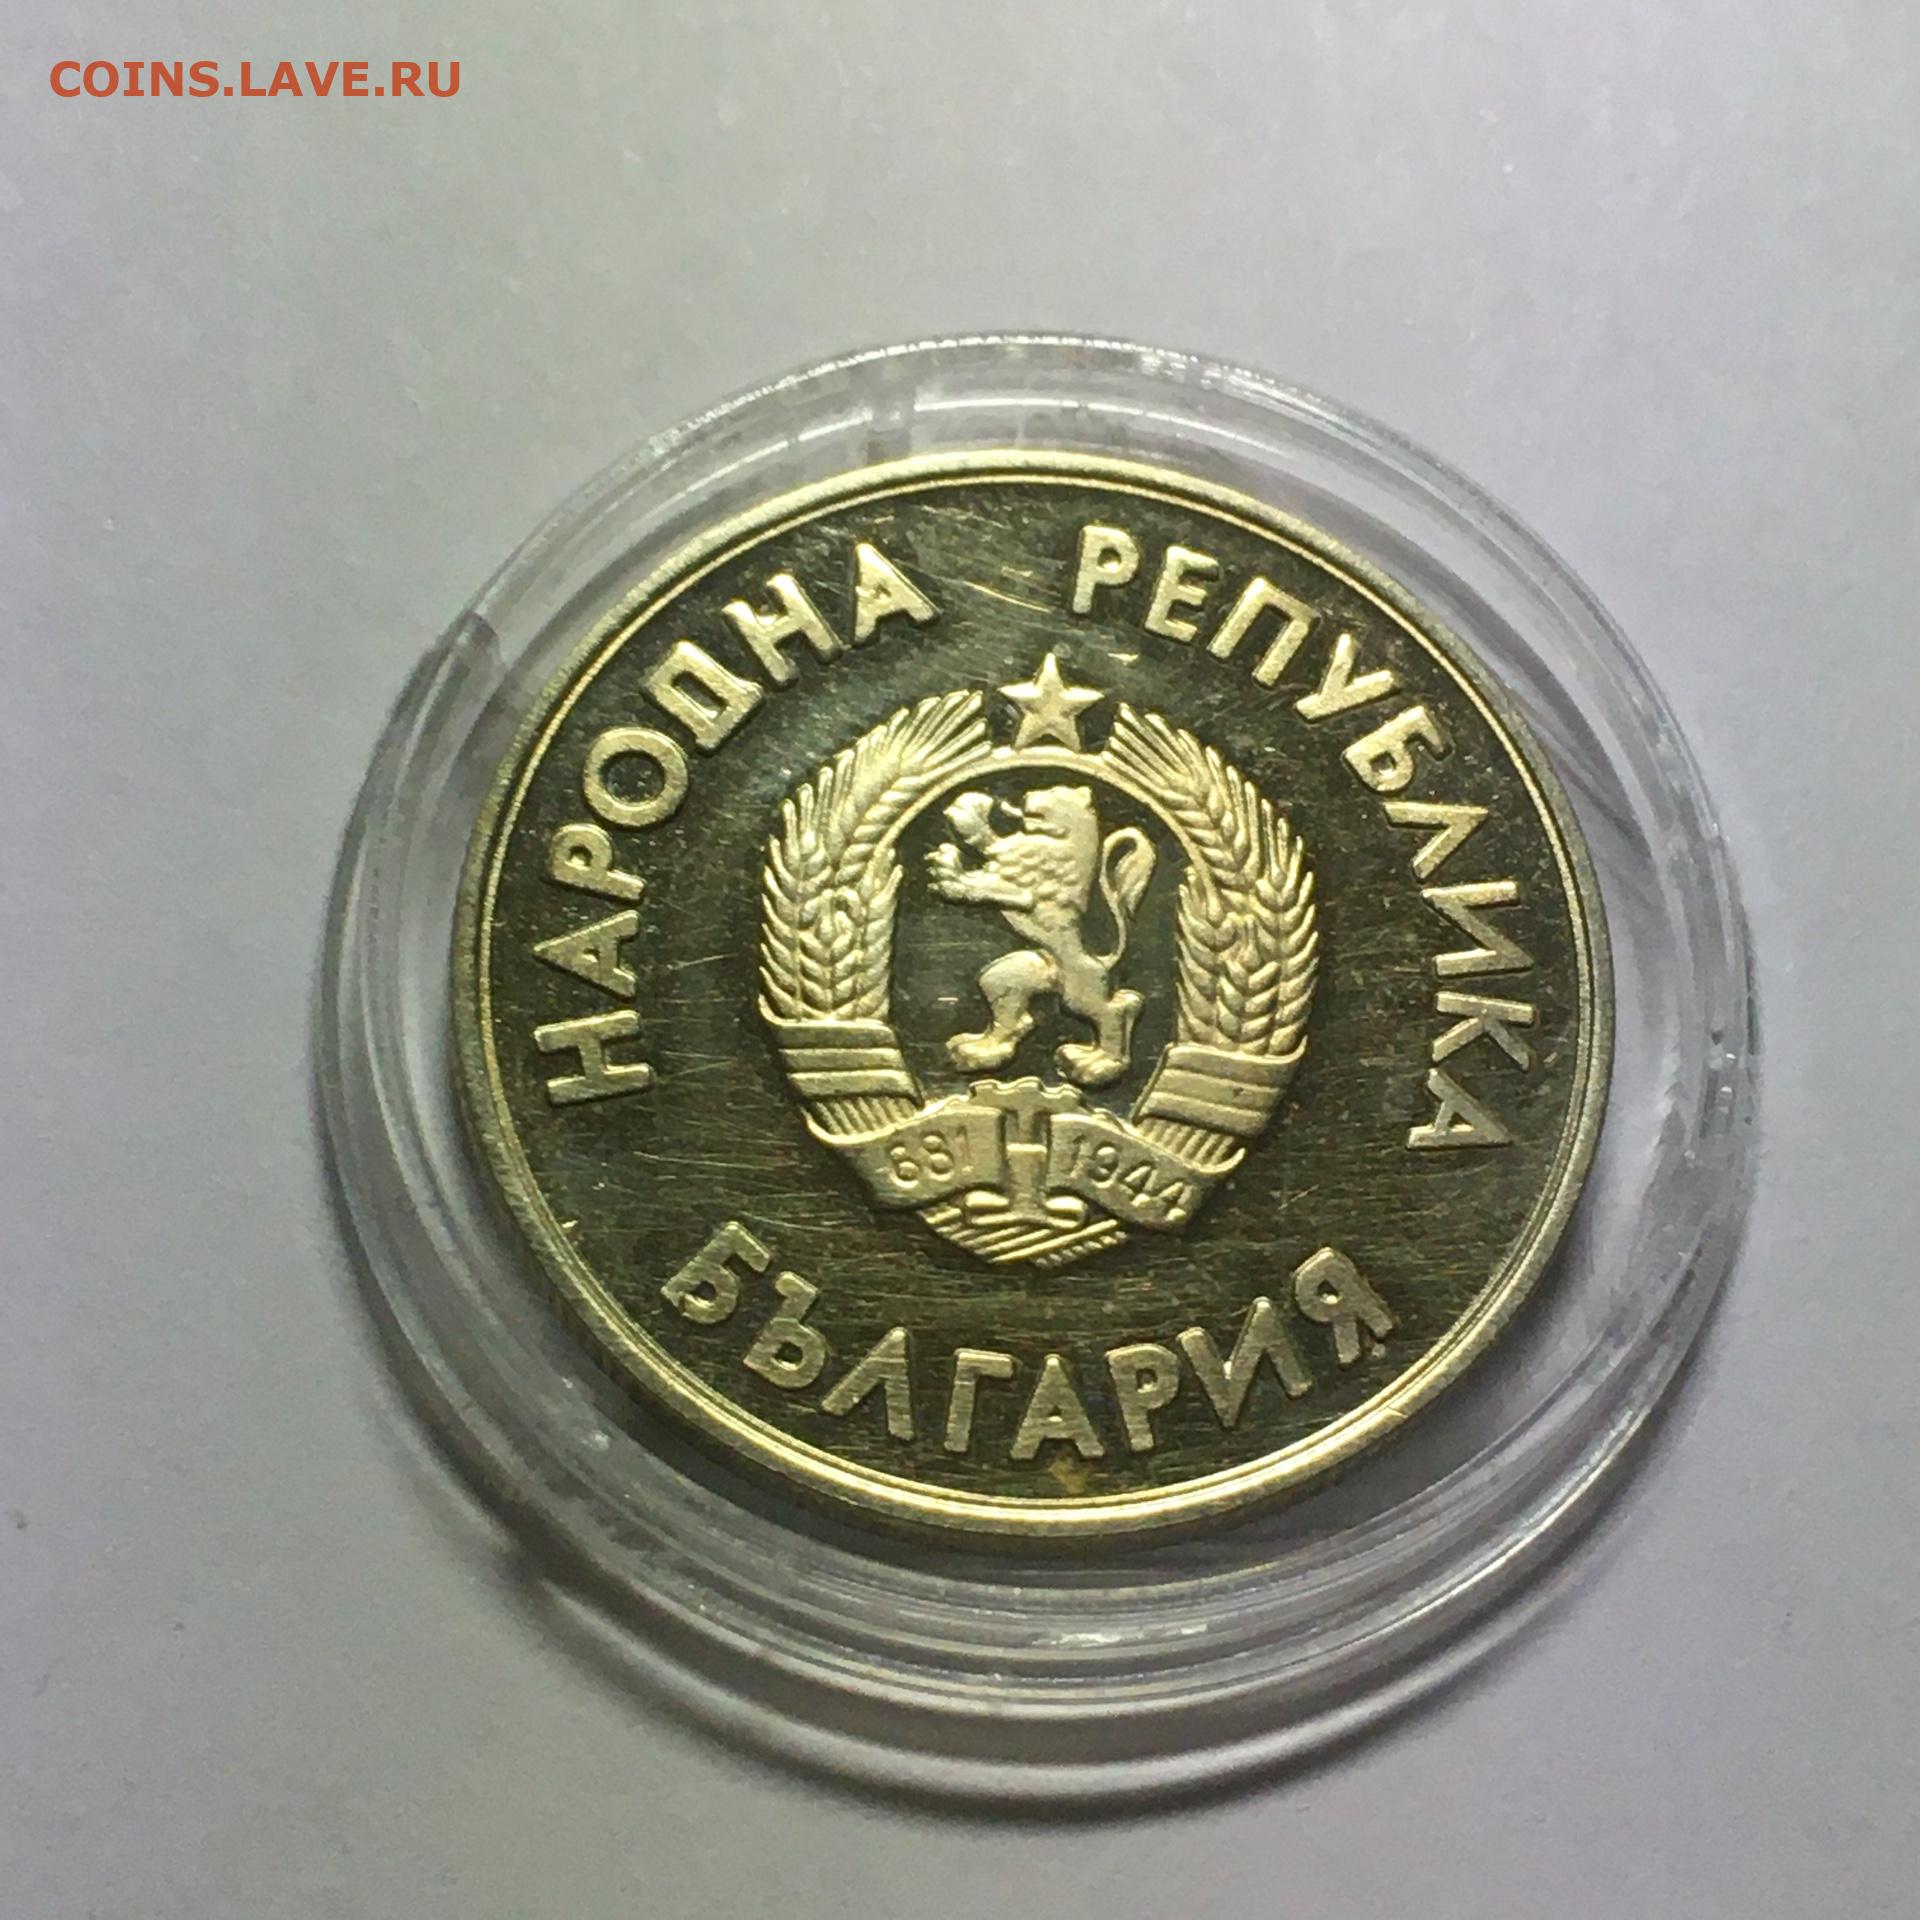 COINS.LAVE.RU
НАРОДНА РЕПУБЛИКА
681 1944
БЪЛГАРИЯ